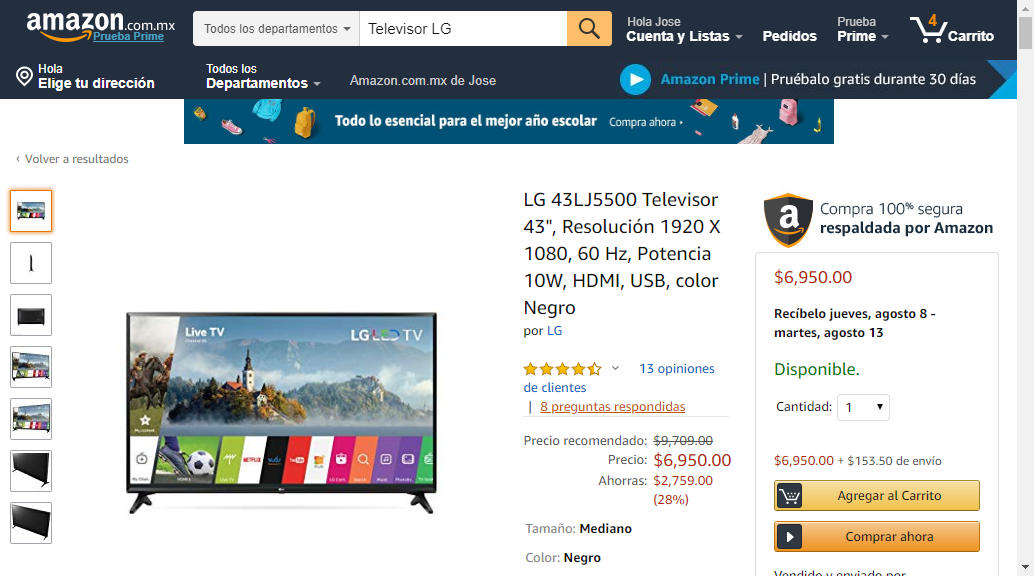 amazon.com.mx
Prueba Prime
Todos los departamentos
Televisor LG
Hola Jose
Cuenta y Listas
Pedidos
Prueba
Prime
4
Carrito
Hola
Elige tu dirección
Todos los
Departamentos
Amazon.com.mx de Jose
Amazon Prime | Pruébalo gratis durante 30 días
Todo lo esencial para el mejor año escolar
Compra ahora ›
‹ Volver a resultados
Live TV
LG LED TV
NETFLIX
YouTube
LG 43LJ5500 Televisor
43", Resolución 1920 X
1080, 60 Hz, Potencia
10W, HDMI, USB, color
Negro
por LG
13 opiniones
de clientes
| 8 preguntas respondidas
Precio recomendado: $9,709.00
Precio: $6,950.00
Ahorras: $2,759.00
(28%)
Tamaño: Mediano
Color: Negro
a
Compra 100% segura
respaldada por Amazon
$6,950.00
Recíbelo jueves, agosto 8 -
martes, agosto 13
Disponible.
Cantidad: 1
$6,950.00 + $153.50 de envío
Agregar al Carrito
Comprar ahora
Vendido y enviado por